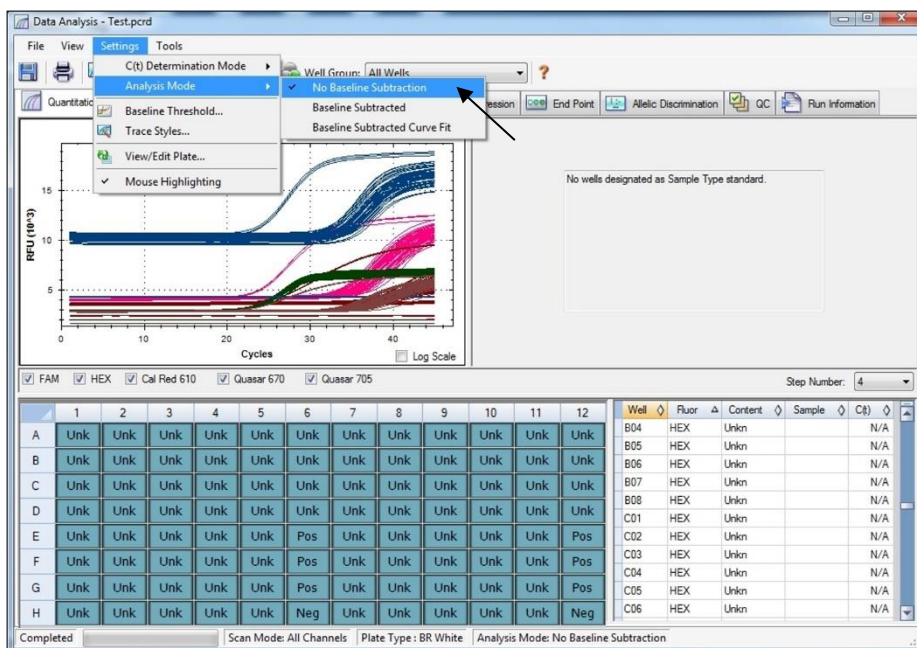 Data Analysis - Test.pcrd
File View Settings Tools
Well Group: All Wells
C(t) Determination Mode
Analysis Mode
Baseline Threshold...
Trace Styles...
View/Edit Plate...
Mouse Highlighting
No Baseline Subtraction
Baseline Subtracted
Baseline Subtracted Curve Fit
End Point Allelic Discrimination QC Run Information
No wells designated as Sample Type standard.
RFU (10^3)
15
10
5
0 10 20 30 40
Cycles
Log Scale
FAM HEX Cal Red 610 Quasar 670 Quasar 705 Step Number: 4
1 2 3 4 5 6 7 8 9 10 11 12
A Unk Unk Unk Unk Unk Unk Unk Unk Unk Unk Unk Unk
B Unk Unk Unk Unk Unk Unk Unk Unk Unk Unk Unk Unk
C Unk Unk Unk Unk Unk Unk Unk Unk Unk Unk Unk Unk
D Unk Unk Unk Unk Unk Unk Unk Unk Unk Unk Unk Unk
E Unk Unk Unk Unk Unk Pos Unk Unk Unk Unk Unk Pos
F Unk Unk Unk Unk Unk Pos Unk Unk Unk Unk Unk Pos
G Unk Unk Unk Unk Unk Pos Unk Unk Unk Unk Unk Pos
H Unk Unk Unk Unk Unk Neg Unk Unk Unk Unk Unk Neg
Well Fluor Content Sample C(t)
B04 HEX Unkn N/A
B05 HEX Unkn N/A
B06 HEX Unkn N/A
B07 HEX Unkn N/A
B08 HEX Unkn N/A
C01 HEX Unkn N/A
C02 HEX Unkn N/A
C03 HEX Unkn N/A
C04 HEX Unkn N/A
C05 HEX Unkn N/A
C06 HEX Unkn N/A
Completed Scan Mode: All Channels Plate Type : BR White Analysis Mode: No Baseline Subtraction